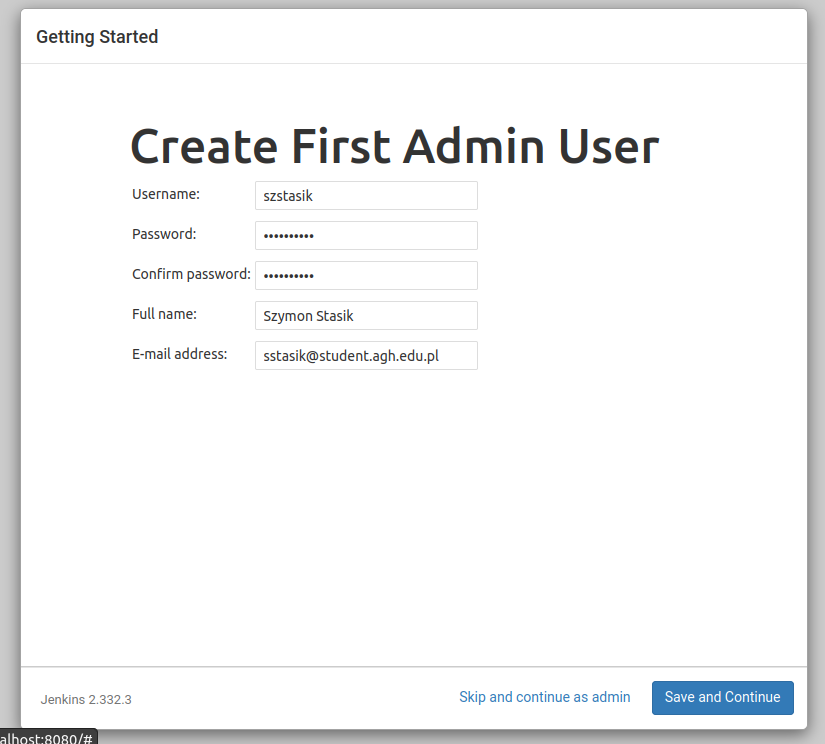 Getting Started
Create First Admin User
Username: szstasik
Password: ••••••••••
Confirm password: ••••••••••
Full name: Szymon Stasik
E-mail address: sstasik@student.agh.edu.pl
Jenkins 2.332.3 Skip and continue as admin Save and Continue
alhost:8080/#